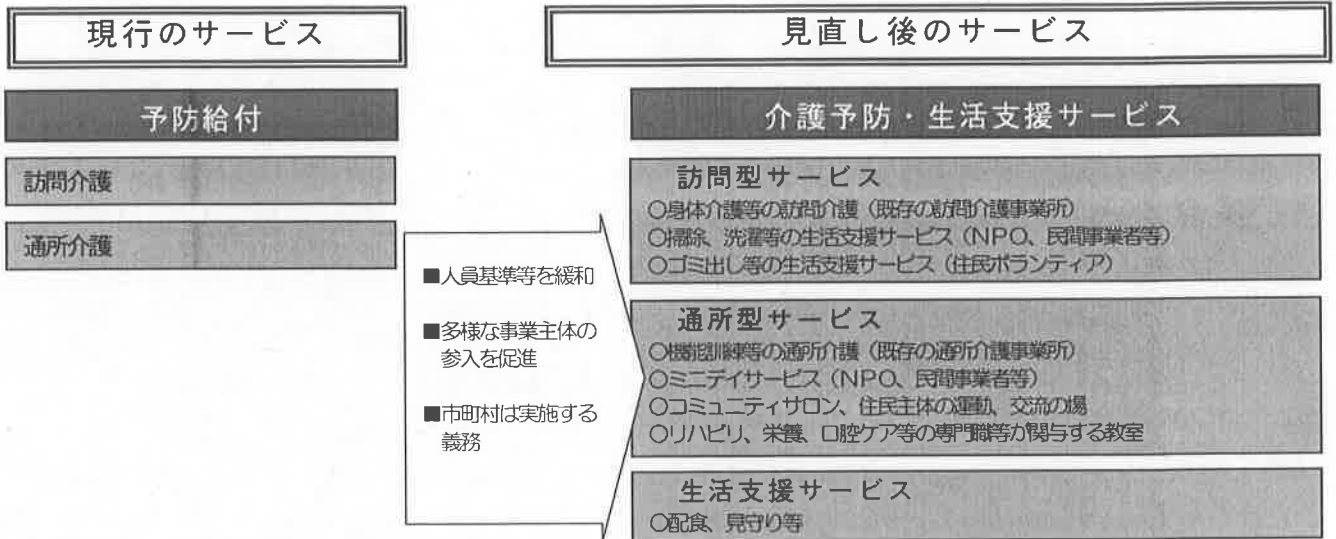 現行のサービス
見直し後のサービス
予防給付
訪問介護
通所介護
■人員基準等を緩和
■多様な事業主体の
参入を促進
■市町村は実施する
義務
介護予防・生活支援サービス
訪問型サービス
○身体介護等の訪問介護（既存の訪問介護事業所）
○掃除、洗濯等の生活支援サービス（NPO、民間事業者等）
○ゴミ出し等の生活支援サービス（住民ボランティア）
通所型サービス
○機能訓練等の通所介護（既存の通所介護事業所）
○ミニデイサービス（NPO、民間事業者等）
○コミュニティサロン、住民主体の運動、交流の場
○リハビリ、栄養、口腔ケア等の専門職等が関与する教室
生活支援サービス
○配食、見守り等